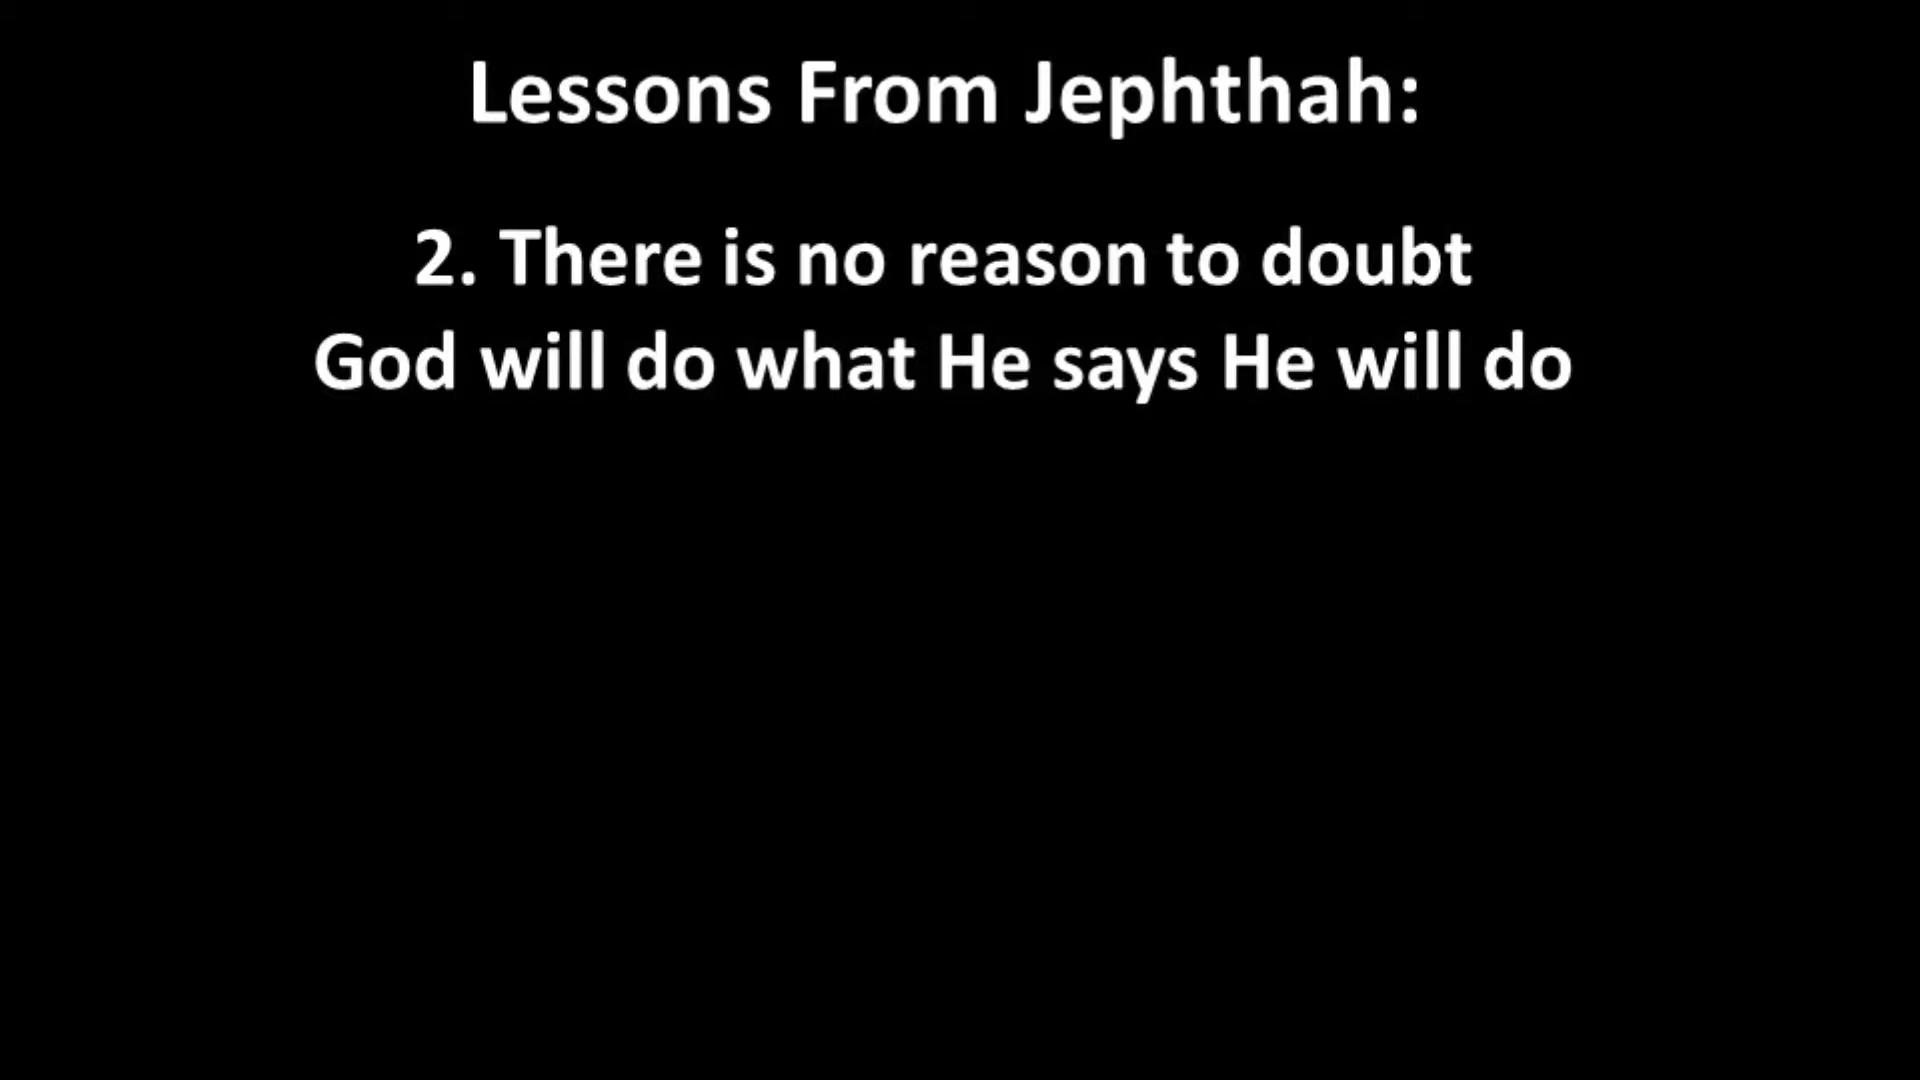 Lessons From Jephthah:
2. There is no reason to doubt
God will do what He says He will do